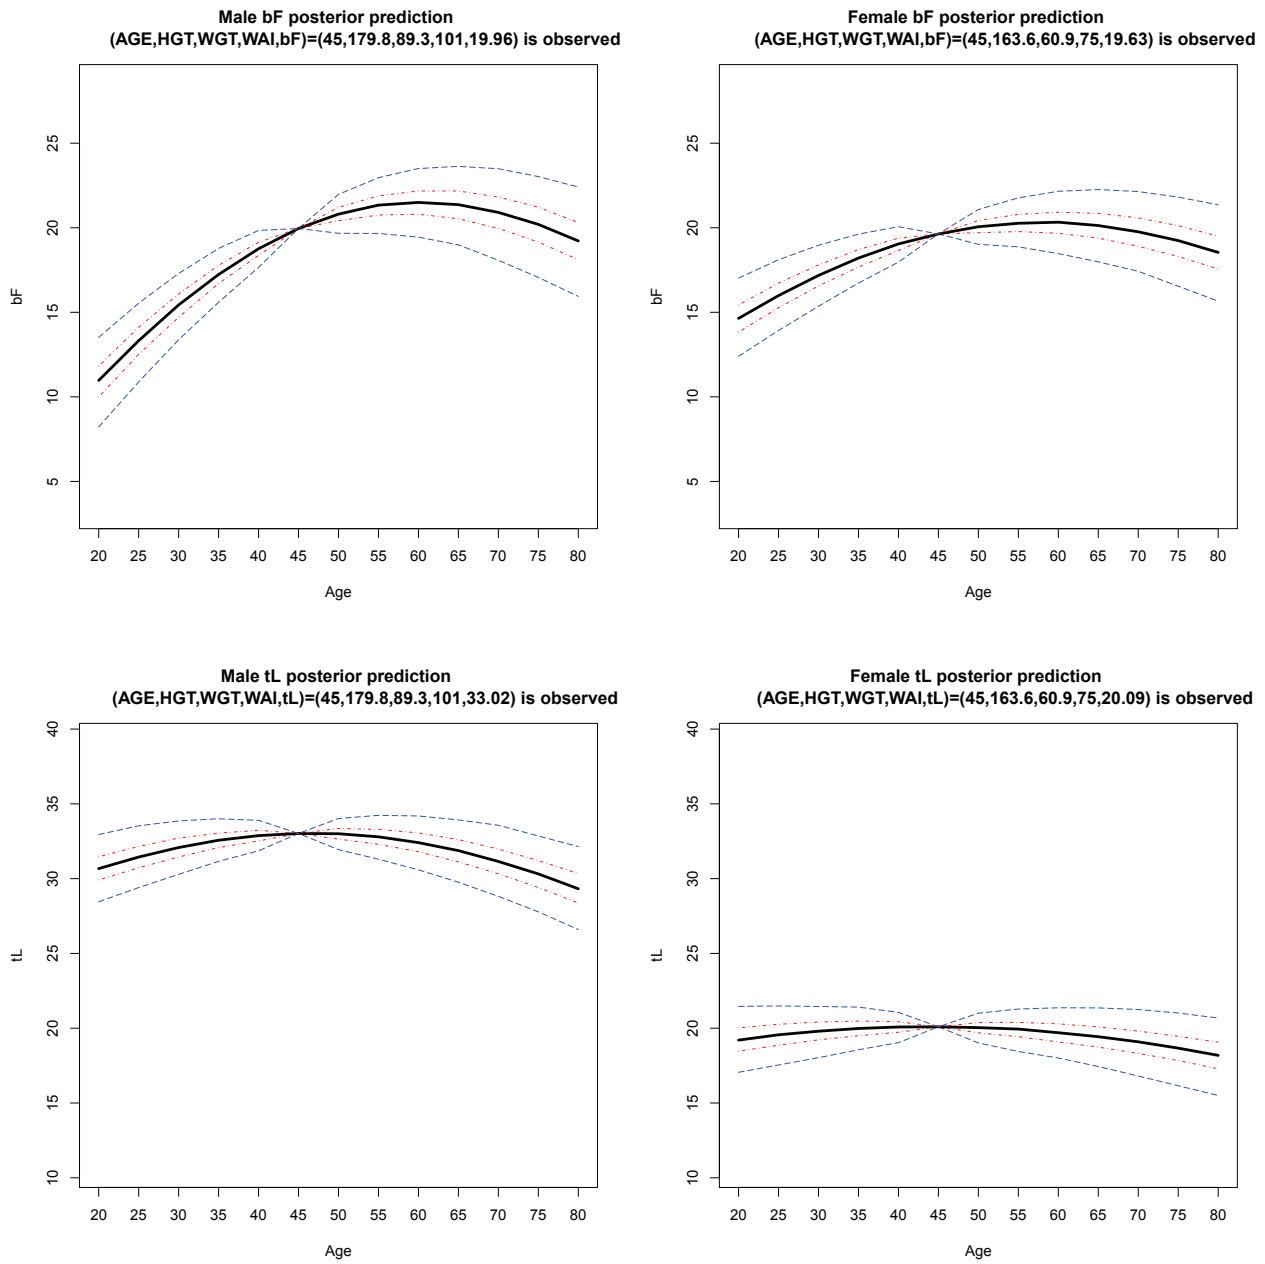 Male bF posterior prediction
(AGE,HGT,WGT,WAI,bF)=(45,179.8,89.3,101,19.96) is observed
bF
25
20
15
10
5
20 25 30 35 40 45 50 55 60 65 70 75 80
Age
Female bF posterior prediction
(AGE,HGT,WGT,WAI,bF)=(45,163.6,60.9,75,19.63) is observed
bF
25
20
15
10
5
20 25 30 35 40 45 50 55 60 65 70 75 80
Age
Male tL posterior prediction
(AGE,HGT,WGT,WAI,tL)=(45,179.8,89.3,101,33.02) is observed
tL
40
35
30
25
20
15
10
20 25 30 35 40 45 50 55 60 65 70 75 80
Age
Female tL posterior prediction
(AGE,HGT,WGT,WAI,tL)=(45,163.6,60.9,75,20.09) is observed
tL
40
35
30
25
20
15
10
20 25 30 35 40 45 50 55 60 65 70 75 80
Age